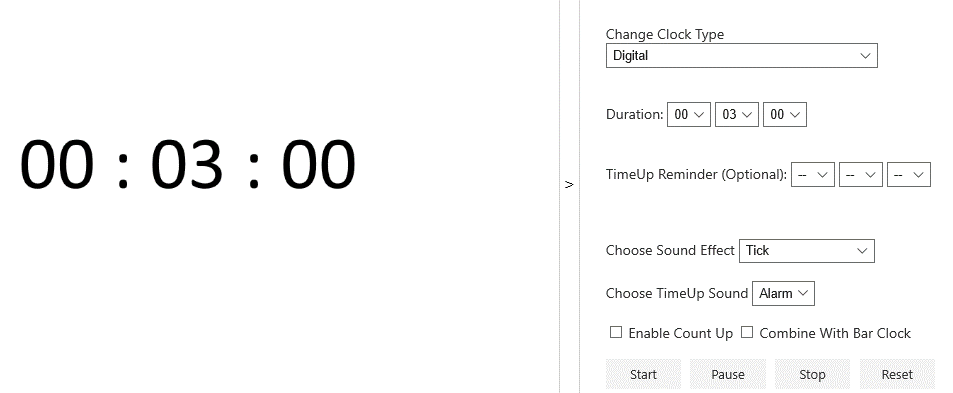 00 : 03 : 00
>
Change Clock Type
Digital
Duration: 00 03 00
TimeUp Reminder (Optional): -- -- --
Choose Sound Effect Tick
Choose TimeUp Sound Alarm
Enable Count Up Combine With Bar Clock
Start Pause Stop Reset